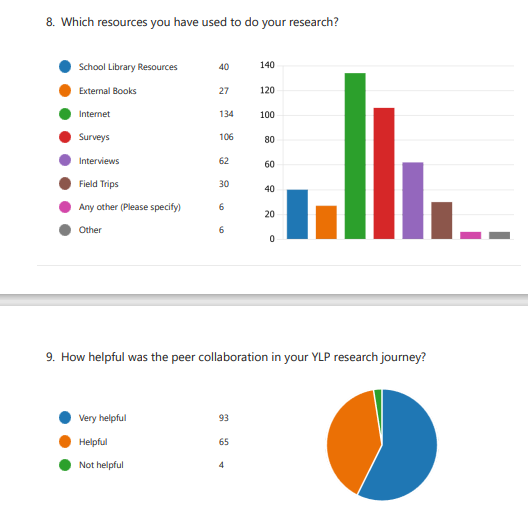 8. Which resources you have used to do your research?
School Library Resources 40
External Books 27
Internet 134
Surveys 106
Interviews 62
Field Trips 30
Any other (Please specify) 6
Other 6
140
120
100
80
60
40
20
0
9. How helpful was the peer collaboration in your YLP research journey?
Very helpful 93
Helpful 65
Not helpful 4